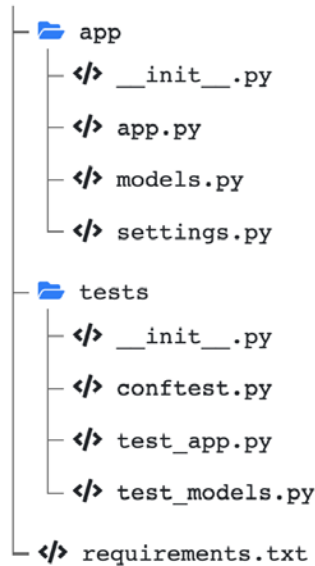 app
__init__.py
app.py
models.py
settings.py
tests
__init__.py
conftest.py
test_app.py
test_models.py
requirements.txt